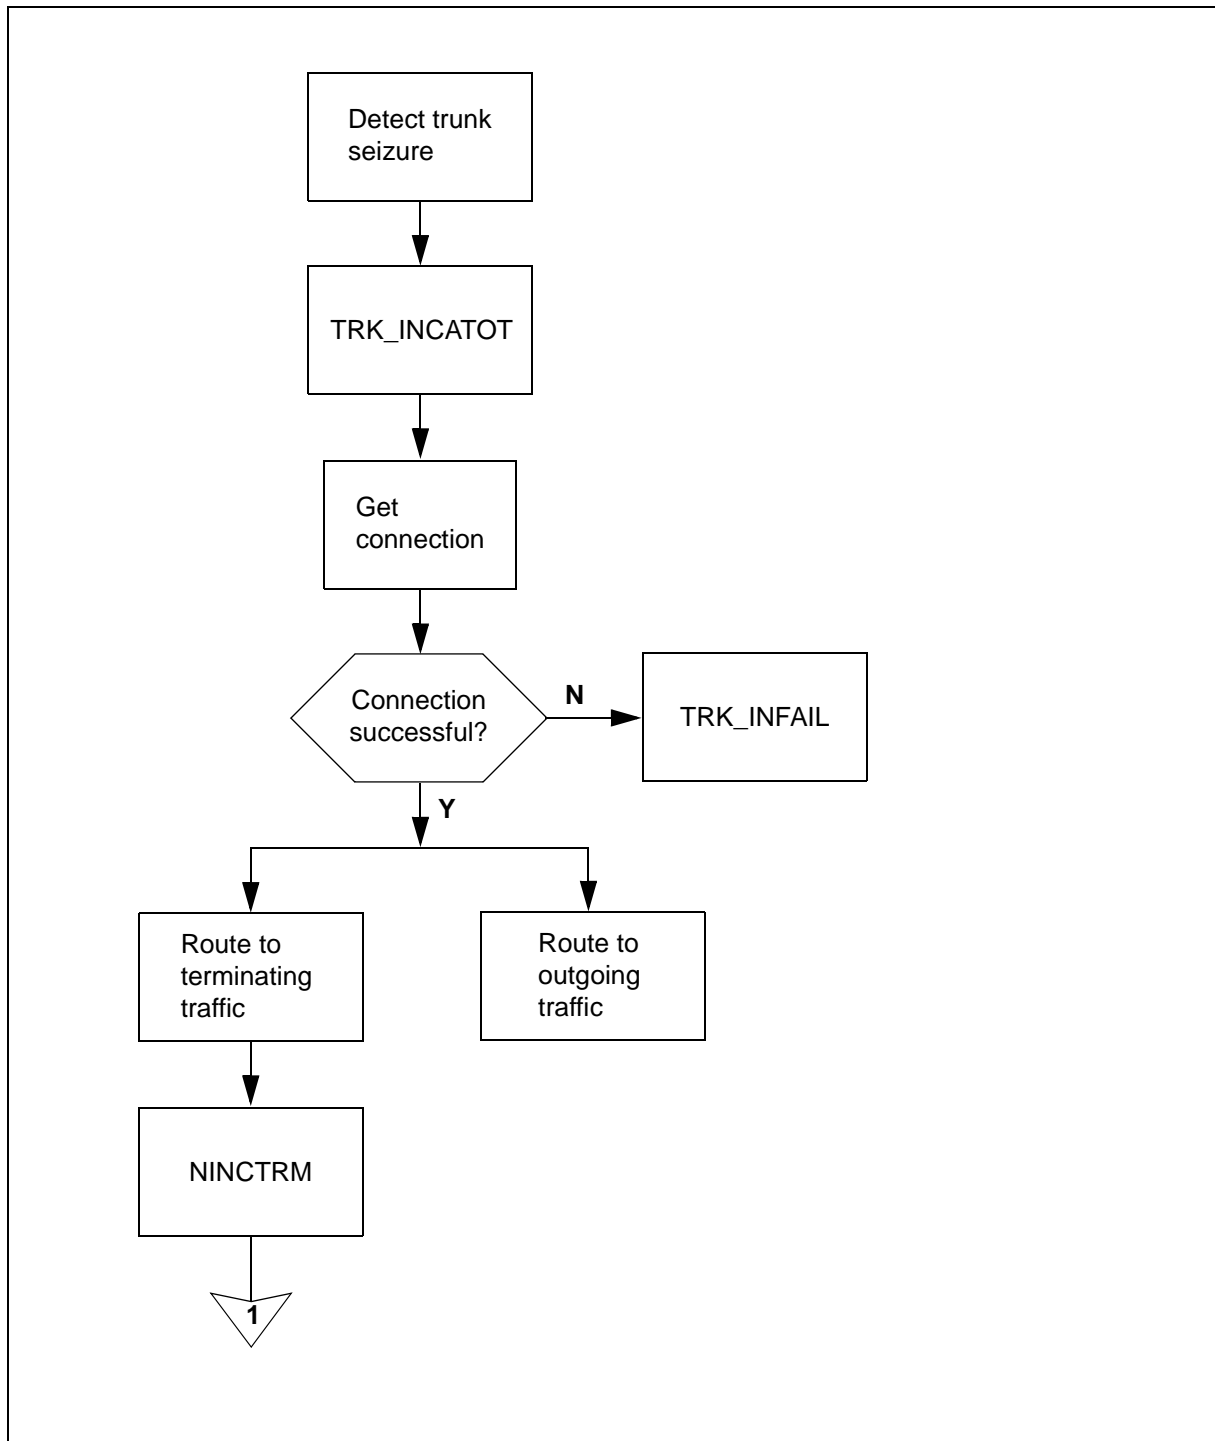 Detect trunk
seizure
TRK_INCATOT
Get
connection
Connection
successful?
N
TRK_INFAIL
Y
Route to
terminating
traffic
Route to
outgoing
traffic
NINCTRM
1